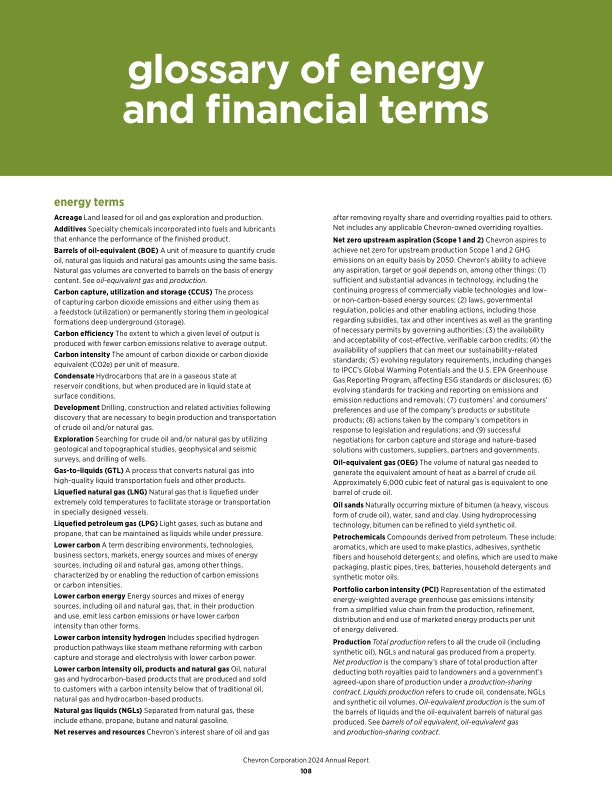 glossary of energy
and financial terms
energy terms
Acreage Land leased for oil and gas exploration and production.
Additives Specialty chemicals incorporated into fuels and lubricants
that enhance the performance of the finished product.
Barrels of oil-equivalent (BOE) A unit of measure to quantify crude
oil, natural gas liquids and natural gas amounts using the same basis.
Natural gas volumes are converted to barrels on the basis of energy
content. See oil-equivalent gas and production.
Carbon capture, utilization and storage (CCUS) The process
of capturing carbon dioxide emissions and either using them as
a feedstock (utilization) or permanently storing them in geological
formations deep underground (storage).
Carbon efficiency The extent to which a given level of output is
produced with fewer carbon emissions relative to average output.
Carbon intensity The amount of carbon dioxide or carbon dioxide
equivalent (CO2e) per unit of measure.
Condensate Hydrocarbons that are in a gaseous state at
reservoir conditions, but when produced are in liquid state at
surface conditions.
Development Drilling, construction and related activities following
discovery that are necessary to begin production and transportation
of crude oil and/or natural gas.
Exploration Searching for crude oil and/or natural gas by utilizing
geological and topographical studies, geophysical and seismic
surveys, and drilling of wells.
Gas-to-liquids (GTL) A process that converts natural gas into
high-quality liquid transportation fuels and other products.
Liquefied natural gas (LNG) Natural gas that is liquefied under
extremely cold temperatures to facilitate storage or transportation
in specially designed vessels.
Liquefied petroleum gas (LPG) Light gases, such as butane and
propane, that can be maintained as liquids while under pressure.
Lower carbon A term describing environments, technologies,
business sectors, markets, energy sources and mixes of energy
sources, including oil and natural gas, among other things,
characterized by or enabling the reduction of carbon emissions
or carbon intensities.
Lower carbon energy Energy sources and mixes of energy
sources, including oil and natural gas, that, in their production
and use, emit less carbon emissions or have lower carbon
intensity than other forms.
Lower carbon intensity hydrogen Includes specified hydrogen
production pathways like steam methane reforming with carbon
capture and storage and electrolysis with lower carbon power.
Lower carbon intensity oil, products and natural gas Oil, natural
gas and hydrocarbon-based products that are produced and sold
to customers with a carbon intensity below that of traditional oil,
natural gas and hydrocarbon-based products.
Natural gas liquids (NGLs) Separated from natural gas, these
include ethane, propane, butane and natural gasoline.
Net reserves and resources Chevron's interest share of oil and gas
after removing royalty share and overriding royalties paid to others.
Net includes any applicable Chevron-owned overriding royalties.
Net zero upstream aspiration (Scope 1 and 2) Chevron aspires to
achieve net zero for upstream production Scope 1 and 2 GHG
emissions on an equity basis by 2050. Chevron's ability to achieve
any aspiration, target or goal depends on, among other things: (1)
sufficient and substantial advances in technology, including the
continuing progress of commercially viable technologies and low-
or non-carbon-based energy sources; (2) laws, governmental
regulation, policies and other enabling actions, including those
regarding subsidies, tax and other incentives as well as the granting
of necessary permits by governing authorities; (3) the availability
and acceptability of cost-effective, verifiable carbon credits; (4) the
availability of suppliers that can meet our sustainability-related
standards; (5) evolving regulatory requirements, including changes
to IPCC's Global Warming Potentials and the U.S. EPA Greenhouse
Gas Reporting Program, affecting ESG standards or disclosures; (6)
evolving standards for tracking and reporting on emissions and
emission reductions and removals; (7) customers' and consumers'
preferences and use of the company's products or substitute
products; (8) actions taken by the company's competitors in
response to legislation and regulations; and (9) successful
negotiations for carbon capture and storage and nature-based
solutions with customers, suppliers, partners and governments.
Oil-equivalent gas (OEG) The volume of natural gas needed to
generate the equivalent amount of heat as a barrel of crude oil.
Approximately 6,000 cubic feet of natural gas is equivalent to one
barrel of crude oil.
Oil sands Naturally occurring mixture of bitumen (a heavy, viscous
form of crude oil), water, sand and clay. Using hydroprocessing
technology, bitumen can be refined to yield synthetic oil.
Petrochemicals Compounds derived from petroleum. These include:
aromatics, which are used to make plastics, adhesives, synthetic
fibers and household detergents; and olefins, which are used to make
packaging, plastic pipes, tires, batteries, household detergents and
synthetic motor oils.
Portfolio carbon intensity (PCI) Representation of the estimated
energy-weighted average greenhouse gas emissions intensity
from a simplified value chain from the production, refinement,
distribution and end use of marketed energy products per unit
of energy delivered.
Production Total production refers to all the crude oil (including
synthetic oil), NGLs and natural gas produced from a property.
Net production is the company's share of total production after
deducting both royalties paid to landowners and a government's
agreed-upon share of production under a production-sharing
contract. Liquids production refers to crude oil, condensate, NGLs
and synthetic oil volumes. Oil-equivalent production is the sum of
the barrels of liquids and the oil-equivalent barrels of natural gas
produced. See barrels of oil equivalent, oil-equivalent gas
and production-sharing contract.
Chevron Corporation 2024 Annual Report
108